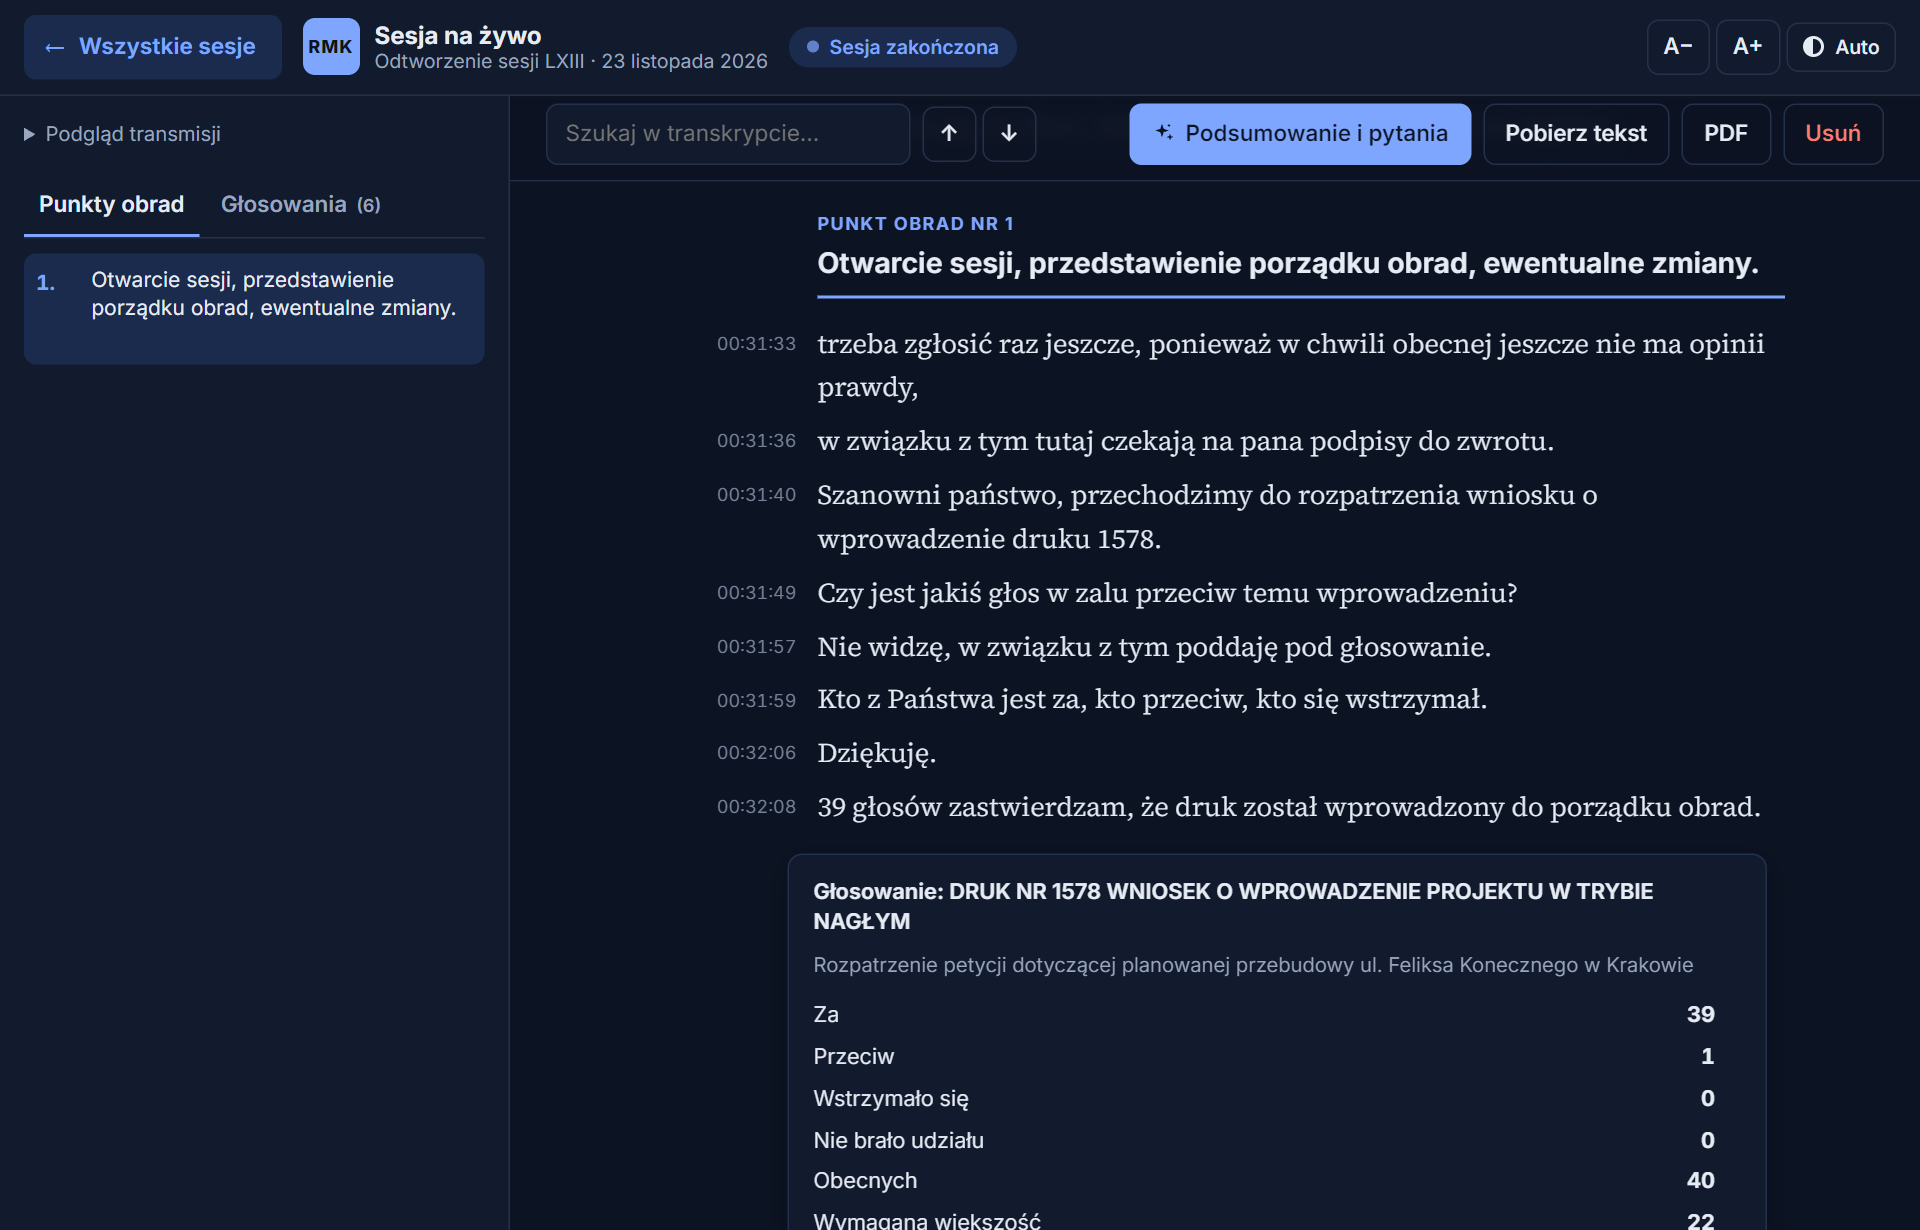 ← Wszystkie sesje
RMK
Sesja na żywo
Odtworzenie sesji LXIII · 23 listopada 2026
Sesja zakończona
A−
A+
Auto
Podgląd transmisji
Punkty obrad
Głosowania (6)
1. Otwarcie sesji, przedstawienie
porządku obrad, ewentualne zmiany.
Szukaj w transkrypcie...
↑
↓
Podsumowanie i pytania
Pobierz tekst
PDF
Usuń
PUNKT OBRAD NR 1
Otwarcie sesji, przedstawienie porządku obrad, ewentualne zmiany.
00:31:33 trzeba zgłosić raz jeszcze, ponieważ w chwili obecnej jeszcze nie ma opinii
prawdy,
00:31:36 w związku z tym tutaj czekają na pana podpisy do zwrotu.
00:31:40 Szanowni państwo, przechodzimy do rozpatrzenia wniosku o
wprowadzenie druku 1578.
00:31:49 Czy jest jakiś głos w zalu przeciw temu wprowadzeniu?
00:31:57 Nie widzę, w związku z tym poddaję pod głosowanie.
00:31:59 Kto z Państwa jest za, kto przeciw, kto się wstrzymał.
00:32:06 Dziękuję.
00:32:08 39 głosów zastwierdzam, że druk został wprowadzony do porządku obrad.
Głosowanie: DRUK NR 1578 WNIOSEK O WPROWADZENIE PROJEKTU W TRYBIE
NAGŁYM
Rozpatrzenie petycji dotyczącej planowanej przebudowy ul. Feliksa Konecznego w Krakowie
Za 39
Przeciw 1
Wstrzymało się 0
Nie brało udziału 0
Obecnych 40
Wymagana większość 22